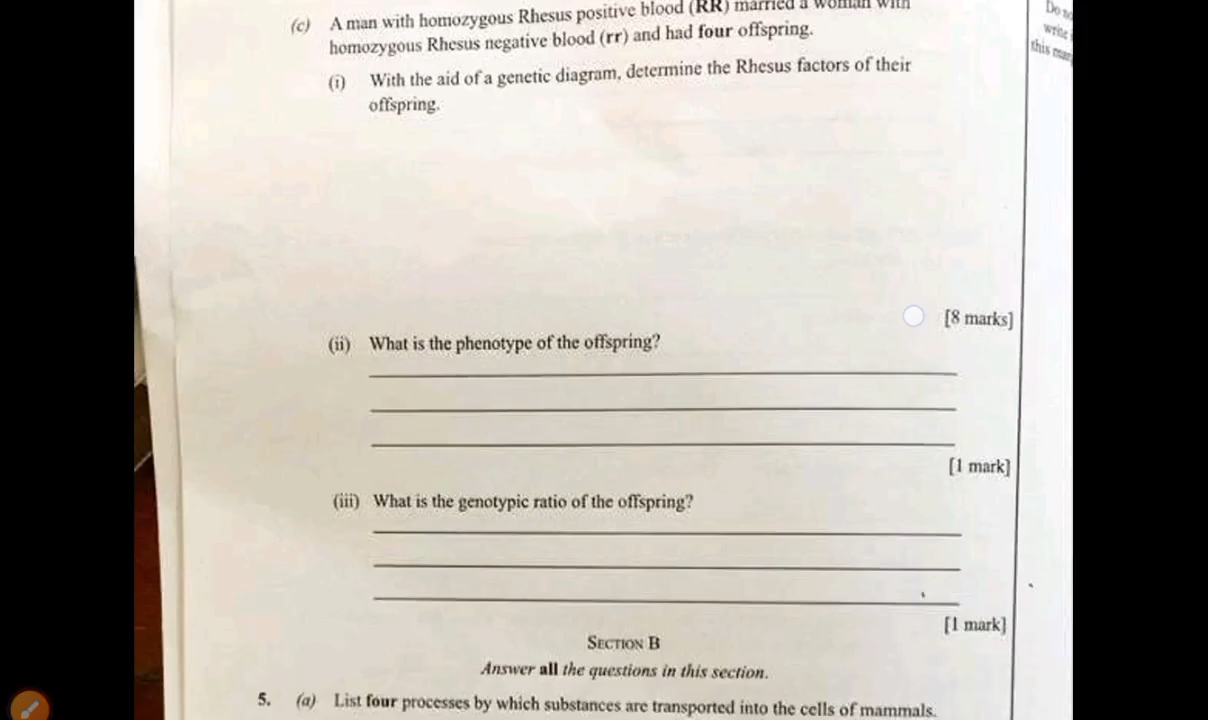 (c) A man with homozygous Rhesus positive blood (RR) married a woman with
homozygous Rhesus negative blood (rr) and had four offspring.
Do
write
this
(i) With the aid of a genetic diagram, determine the Rhesus factors of their
offspring.
[8 marks]
(ii) What is the phenotype of the offspring?
[1 mark]
(iii) What is the genotypic ratio of the offspring?
[1 mark]
SECTION B
Answer all the questions in this section.
5. (a) List four processes by which substances are transported into the cells of mammals.